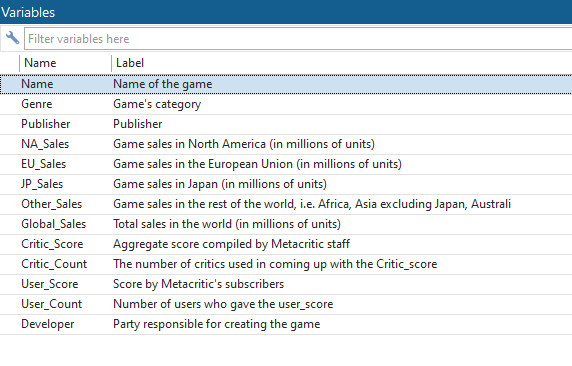 Variables
Filter variables here
Name Label
Name Name of the game
Genre Game's category
Publisher Publisher
NA_Sales Game sales in North America (in millions of units)
EU_Sales Game sales in the European Union (in millions of units)
JP_Sales Game sales in Japan (in millions of units)
Other_Sales Game sales in the rest of the world, i.e. Africa, Asia excluding Japan, Australi
Global_Sales Total sales in the world (in millions of units)
Critic_Score Aggregate score compiled by Metacritic staff
Critic_Count The number of critics used in coming up with the Critic_score
User_Score Score by Metacritic's subscribers
User_Count Number of users who gave the user_score
Developer Party responsible for creating the game